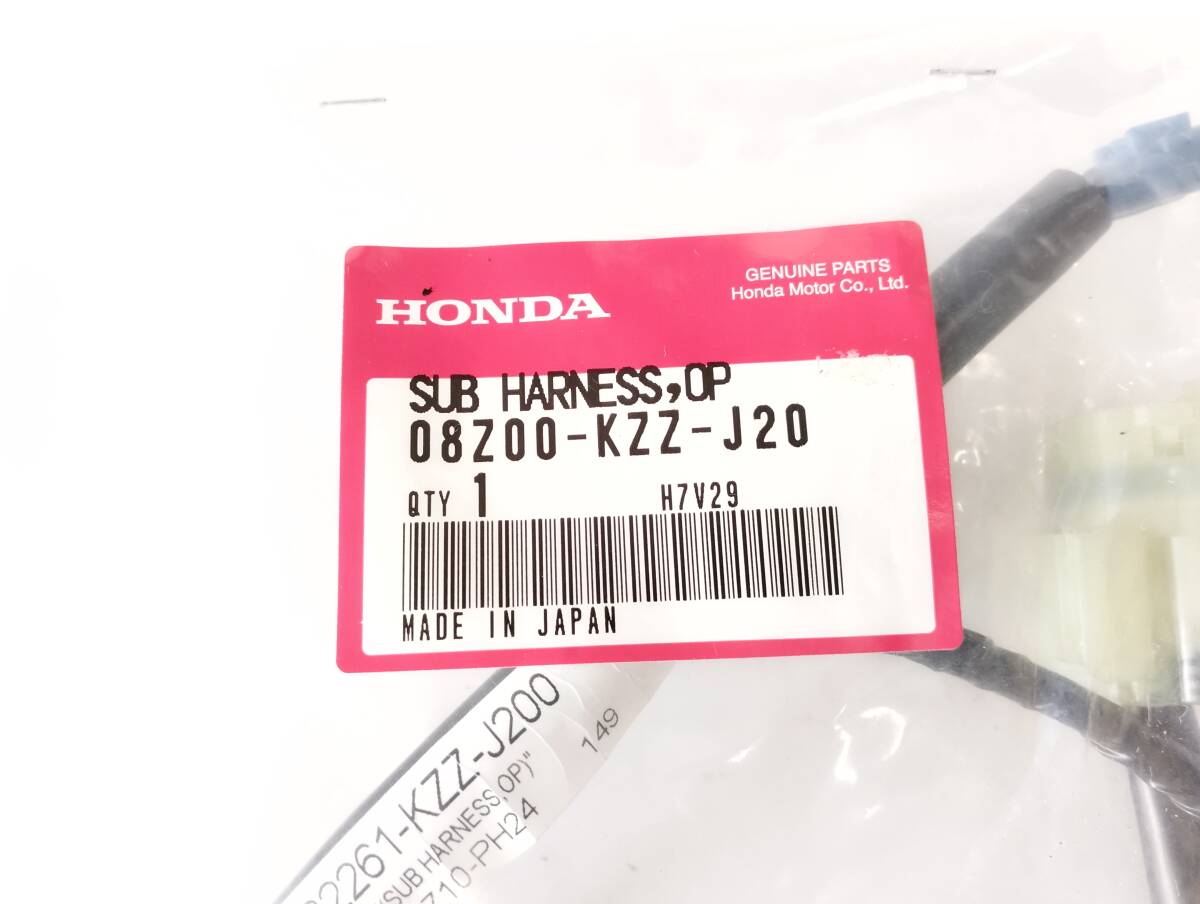 HONDA
GENUINE PARTS
Honda Motor Co., Ltd.
SUB HARNESS,OP
08Z00-KZZ-J20
QTY 1 H7V29
MADE IN JAPAN
2261-KZZ-J200
(SUB HARNESS,OP)" 149
710-PH24